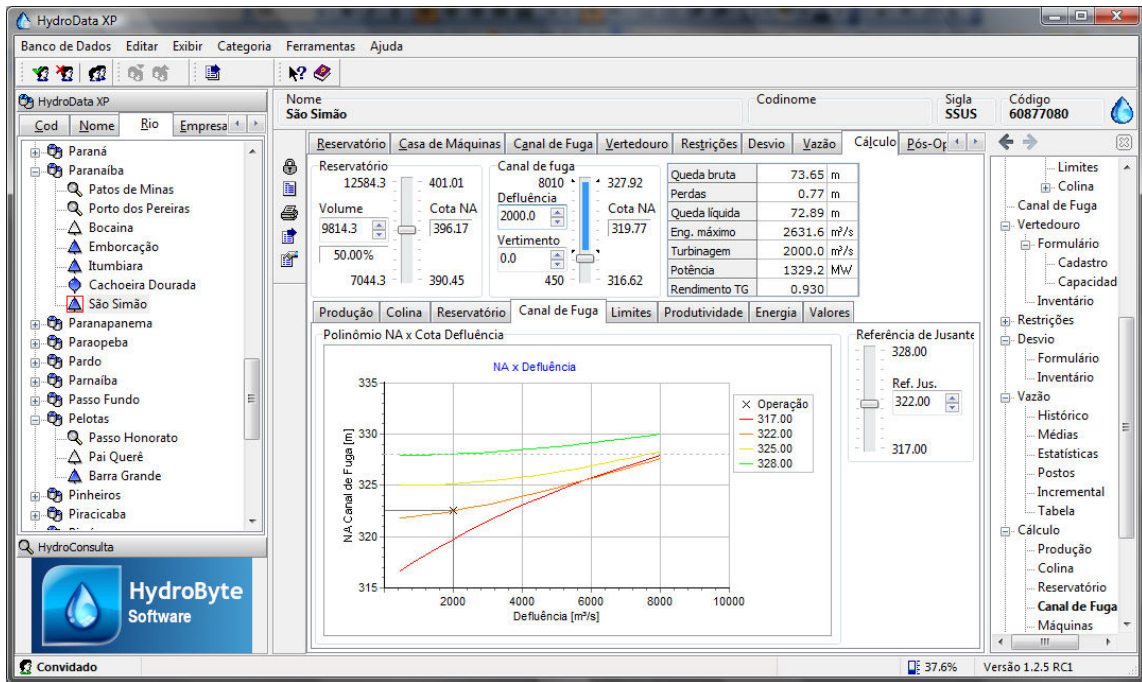 HydroData XP
Banco de Dados Editar Exibir Categoria Ferramentas Ajuda
HydroData XP
Cod Nome Rio Empresa
Paraná
Paranaíba
Patos de Minas
Porto dos Pereiras
Bocaina
Emborcação
Itumbiara
Cachoeira Dourada
São Simão
Paranapanema
Paraopeba
Pardo
Parnaíba
Passo Fundo
Pelotas
Passo Honorato
Pai Querê
Barra Grande
Pinheiros
Piracicaba
HydroConsulta
HydroByte
Software
Nome
São Simão
Codinome
Sigla
SSUS
Código
60877080
Reservatório Casa de Máquinas Canal de Fuga Vertedouro Restrições Desvio Vazão Cálculo Pós-Op
Reservatório
12584.3 401.01
Volume Cota NA
9814.3 396.17
50.00%
7044.3 390.45
Canal de fuga
8010 327.92
Defluência Cota NA
2000.0 319.77
Vertimento
0.0
450 316.62
Queda bruta 73.65 m
Perdas 0.77 m
Queda líquida 72.89 m
Eng. máximo 2631.6 m³/s
Turbinagem 2000.0 m³/s
Potência 1329.2 MW
Rendimento TG 0.930
Produção Colina Reservatório Canal de Fuga Limites Produtividade Energia Valores
Polinômio NA x Cota Defluência
NA x Defluência
NA Canal de Fuga [m]
335
330
325
320
315
2000 4000 6000 8000 10000
Defluência [m³/s]
Operação
317.00
322.00
325.00
328.00
Referência de Jusante
328.00
Ref. Jus.
322.00
317.00
Limites
Colina
Canal de Fuga
Vertedouro
Formulário
Cadastro
Capacidad
Inventário
Restrições
Desvio
Formulário
Inventário
Vazão
Histórico
Médias
Estatísticas
Postos
Incremental
Tabela
Cálculo
Produção
Colina
Reservatório
Canal de Fuga
Máquinas
Convidado 37.6% Versão 1.2.5 RC1